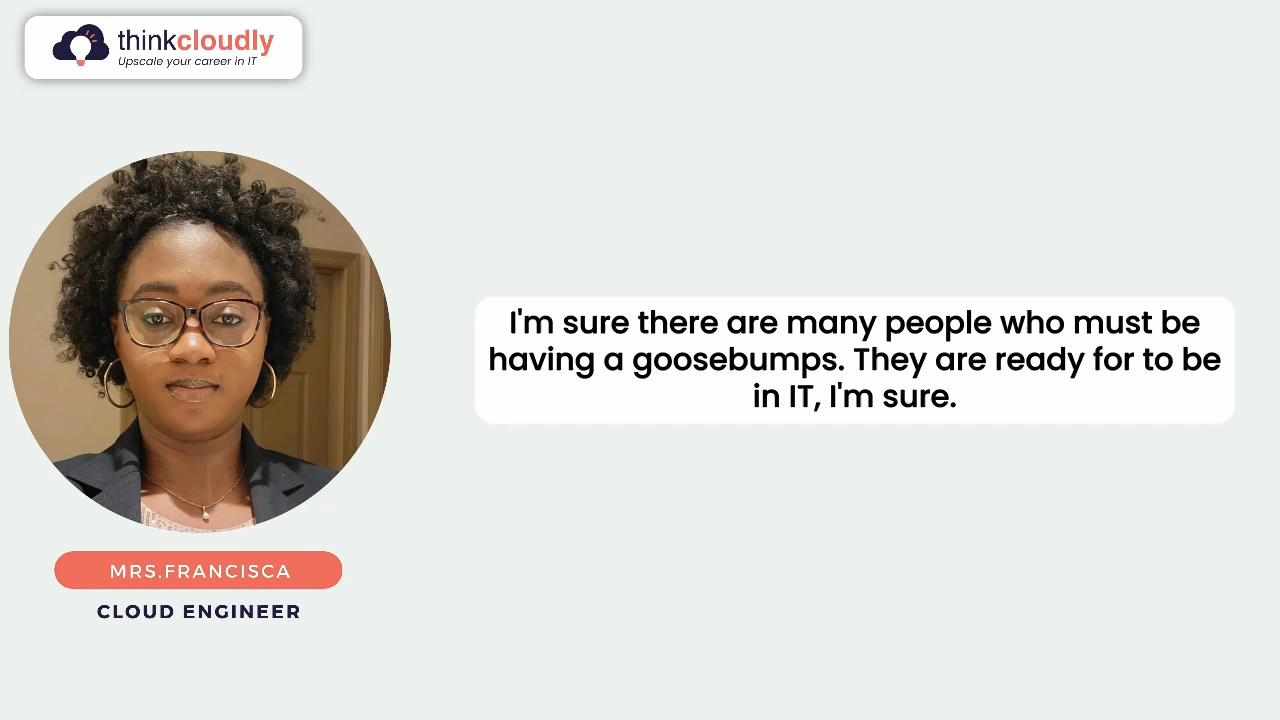 thinkcloudly
Upscale your career in IT
I'm sure there are many people who must be
having a goosebumps. They are ready for to be
in IT, I'm sure.
MRS.FRANCISCA
CLOUD ENGINEER